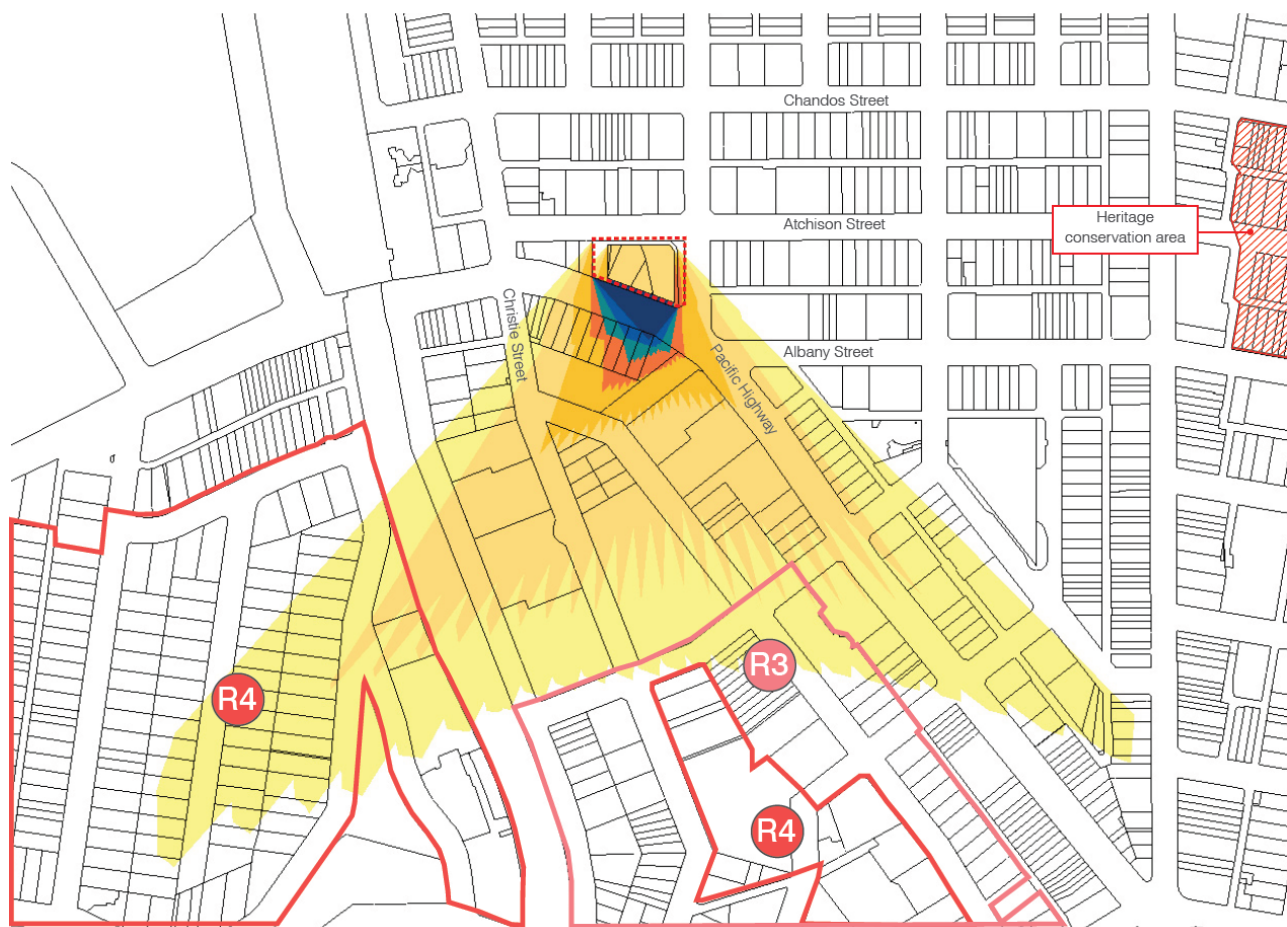 Chandos Street
Atchison Street
Heritage
conservation area
Christie Street
Albany Street
Pacific Highway
R3
R4
R4